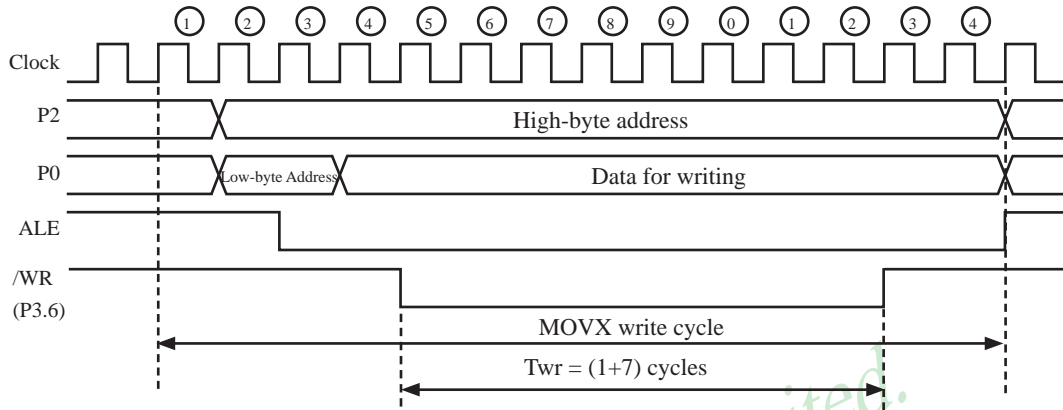 1 2 3 4 5 6 7 8 9 0 1 2 3 4
Clock
P2 High-byte address
P0 Low-byte Address Data for writing
ALE
/WR
(P3.6)
MOVX write cycle
Twr = (1+7) cycles